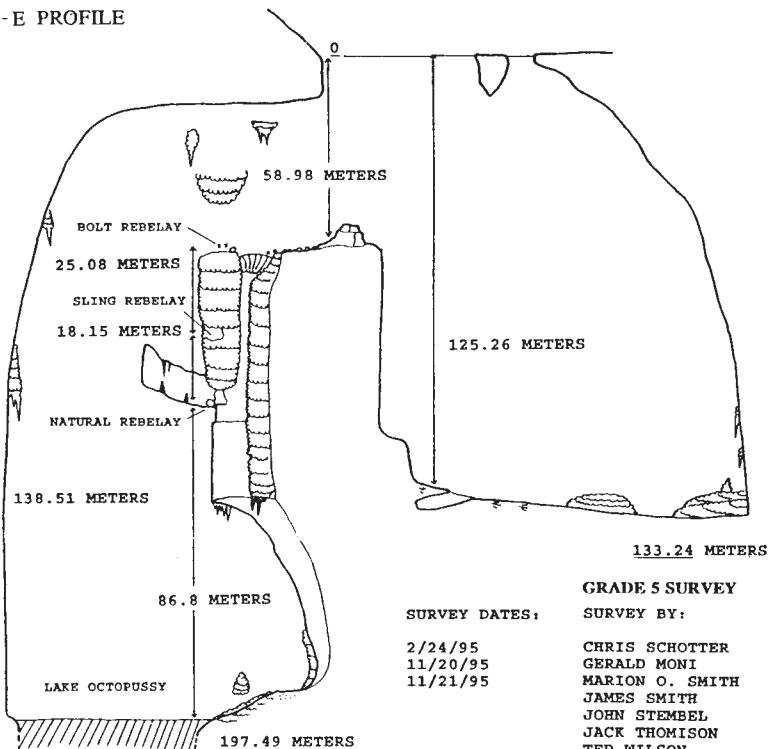 -E PROFILE
0
58.98 METERS
BOLT REBELAY
25.08 METERS
SLING REBELAY
18.15 METERS
125.26 METERS
NATURAL REBELAY
138.51 METERS
133.24 METERS
86.8 METERS
GRADE 5 SURVEY
SURVEY DATES:
SURVEY BY:
2/24/95
CHRIS SCHOTTER
11/20/95
GERALD MONI
11/21/95
MARION O. SMITH
JAMES SMITH
LAKE OCTOPUSSY
JOHN STEMBEL
JACK THOMISON
197.49 METERS
TED WILSON